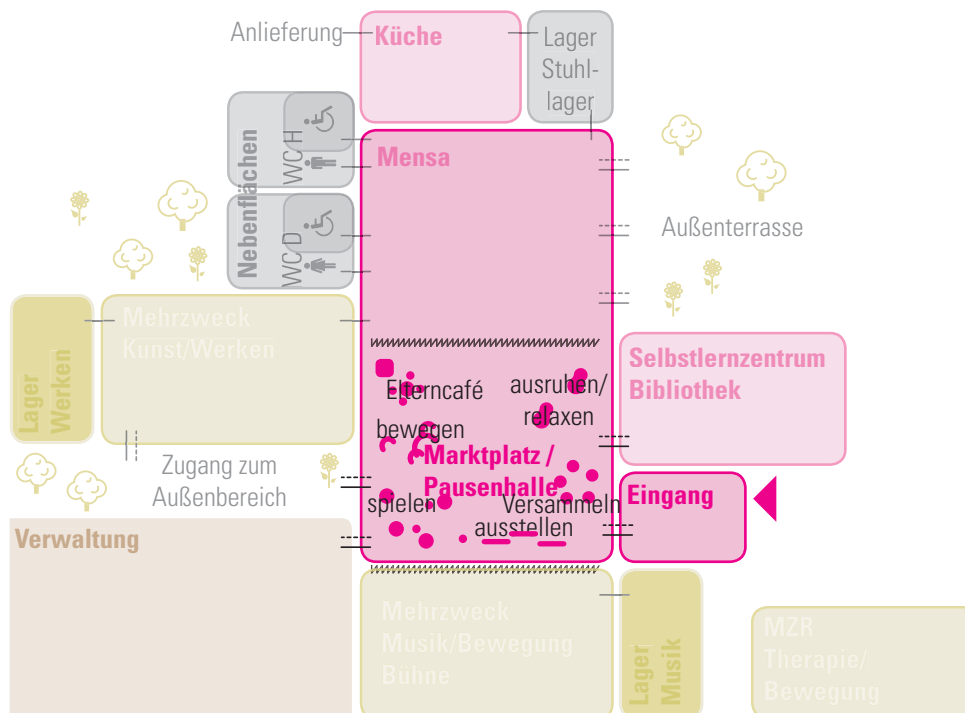 Anlieferung
Küche
Lager
Stuhl-
lager
Nebenflächen
WC H
WC D
Mensa
Außenterrasse
Mehrzweck
Kunst/Werken
Lager
Werken
Selbstlernzentrum
Bibliothek
Elterncafé
ausruhen/
relaxen
bewegen
Marktplatz /
Pausenhalle
Zugang zum
Außenbereich
spielen
Versammeln
ausstellen
Eingang
Verwaltung
Mehrzweck
Musik/Bewegung
Bühne
Lager
Musik
MZR
Therapie/
Bewegung